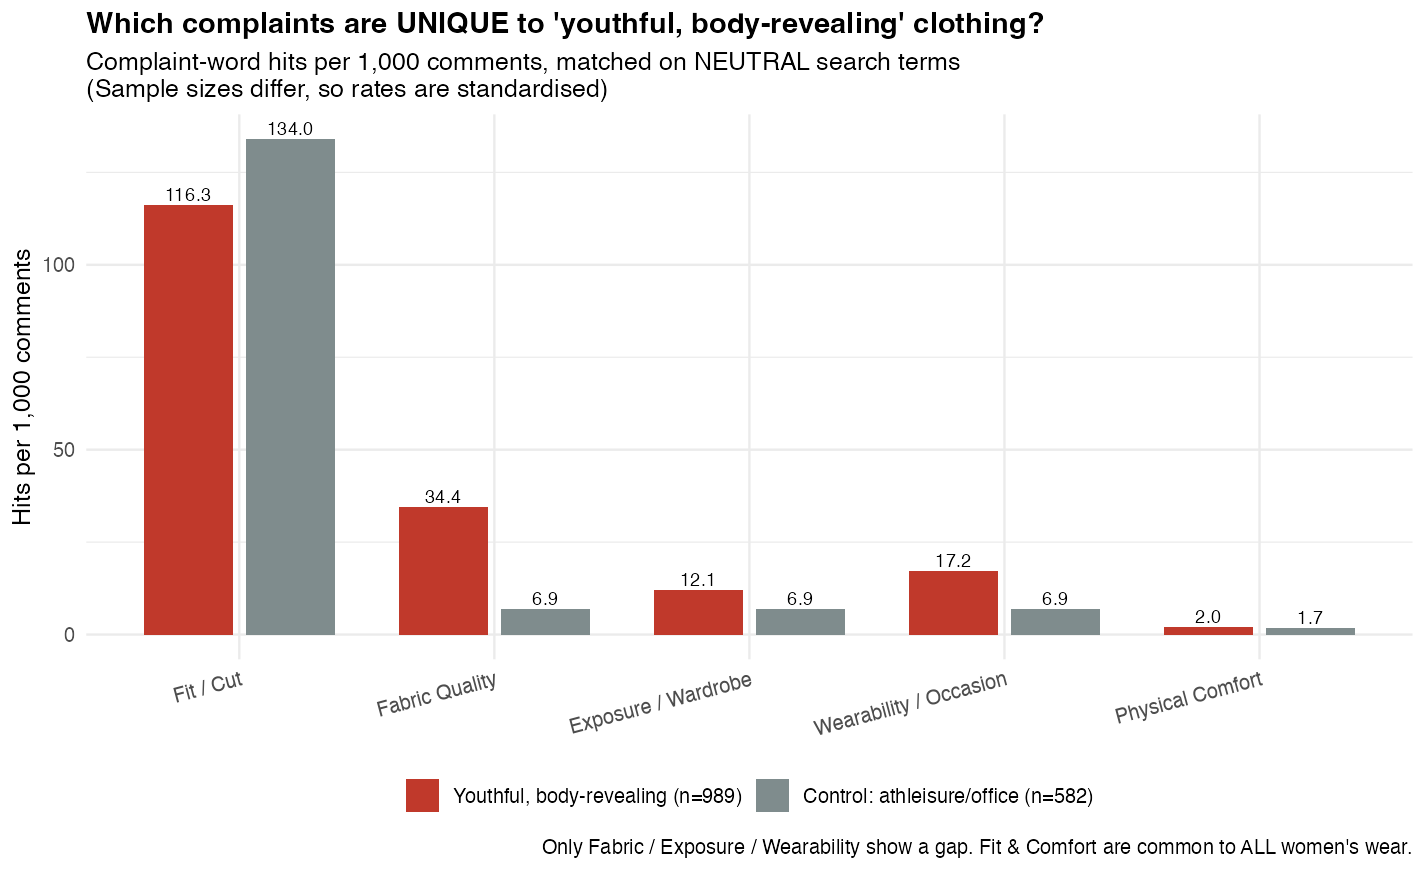 Which complaints are UNIQUE to 'youthful, body-revealing' clothing?
Complaint-word hits per 1,000 comments, matched on NEUTRAL search terms
(Sample sizes differ, so rates are standardised)
Hits per 1,000 comments
100
50
0
116.3
134.0
34.4
6.9
12.1
6.9
17.2
6.9
2.0
1.7
Fit / Cut
Fabric Quality
Exposure / Wardrobe
Wearability / Occasion
Physical Comfort
Youthful, body-revealing (n=989)
Control: athleisure/office (n=582)
Only Fabric / Exposure / Wearability show a gap. Fit & Comfort are common to ALL women's wear.